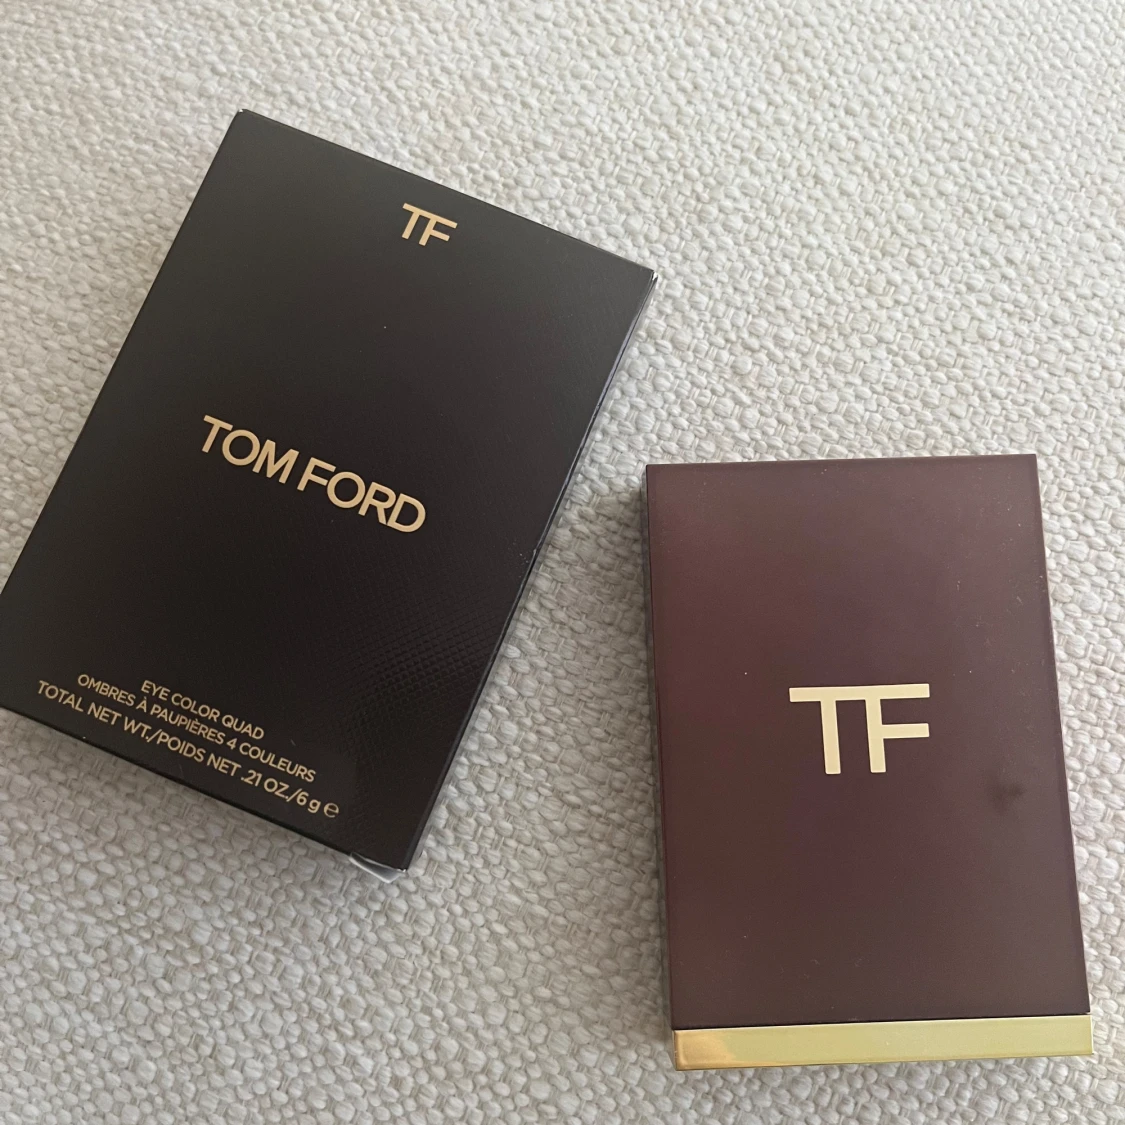 TF
TOM FORD
EYE COLOR QUAD
OMBRES À PAUPIÈRES 4 COULEURS
TOTAL NET WT./POIDS NET .21 OZ./6 g ℮
TF